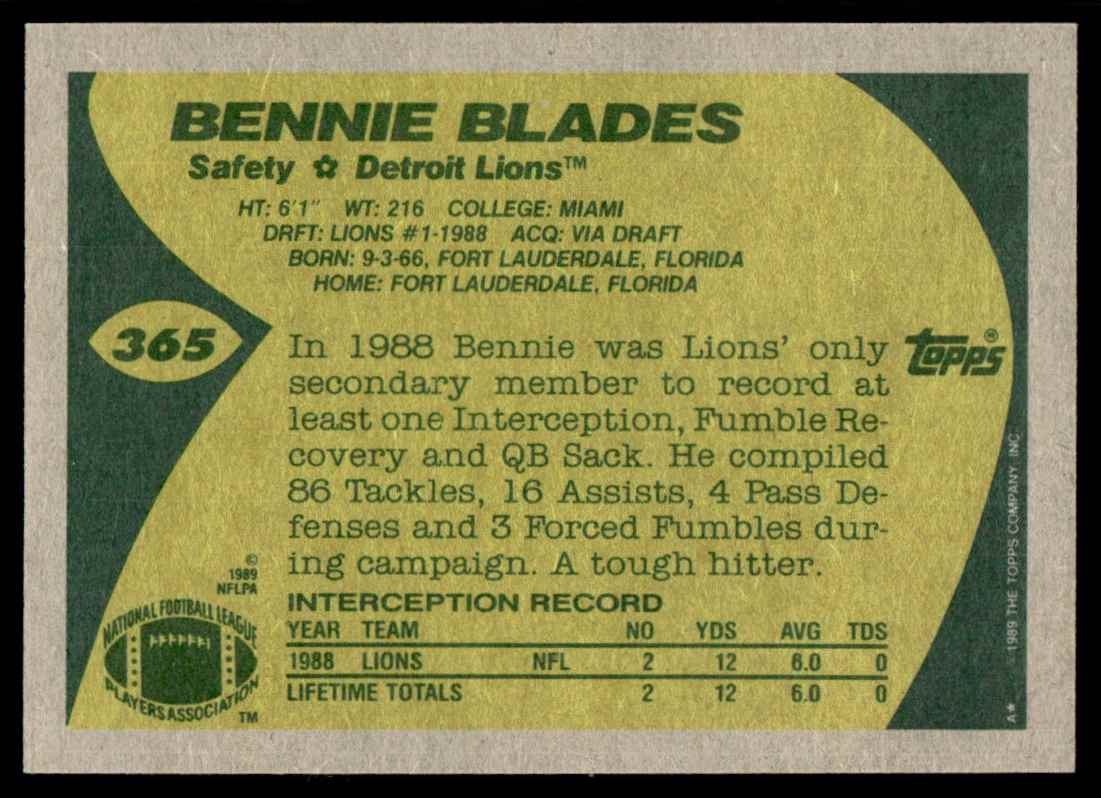 BENNIE BLADES
Safety ✿ Detroit Lions™
HT: 6'1" WT: 216 COLLEGE: MIAMI
DRFT: LIONS #1-1988 ACQ: VIA DRAFT
BORN: 9-3-66, FORT LAUDERDALE, FLORIDA
HOME: FORT LAUDERDALE, FLORIDA
365
topps®
In 1988 Bennie was Lions' only
secondary member to record at
least one Interception, Fumble Re-
covery and QB Sack. He compiled
86 Tackles, 16 Assists, 4 Pass De-
fenses and 3 Forced Fumbles dur-
ing campaign. A tough hitter.
©
1989
NFLPA
NATIONAL FOOTBALL LEAGUE
PLAYERS ASSOCIATION
TM
INTERCEPTION RECORD
YEAR TEAM NO YDS AVG TDS
1988 LIONS NFL 2 12 6.0 0
LIFETIME TOTALS 2 12 6.0 0
A★ 1989 THE TOPPS COMPANY, INC.